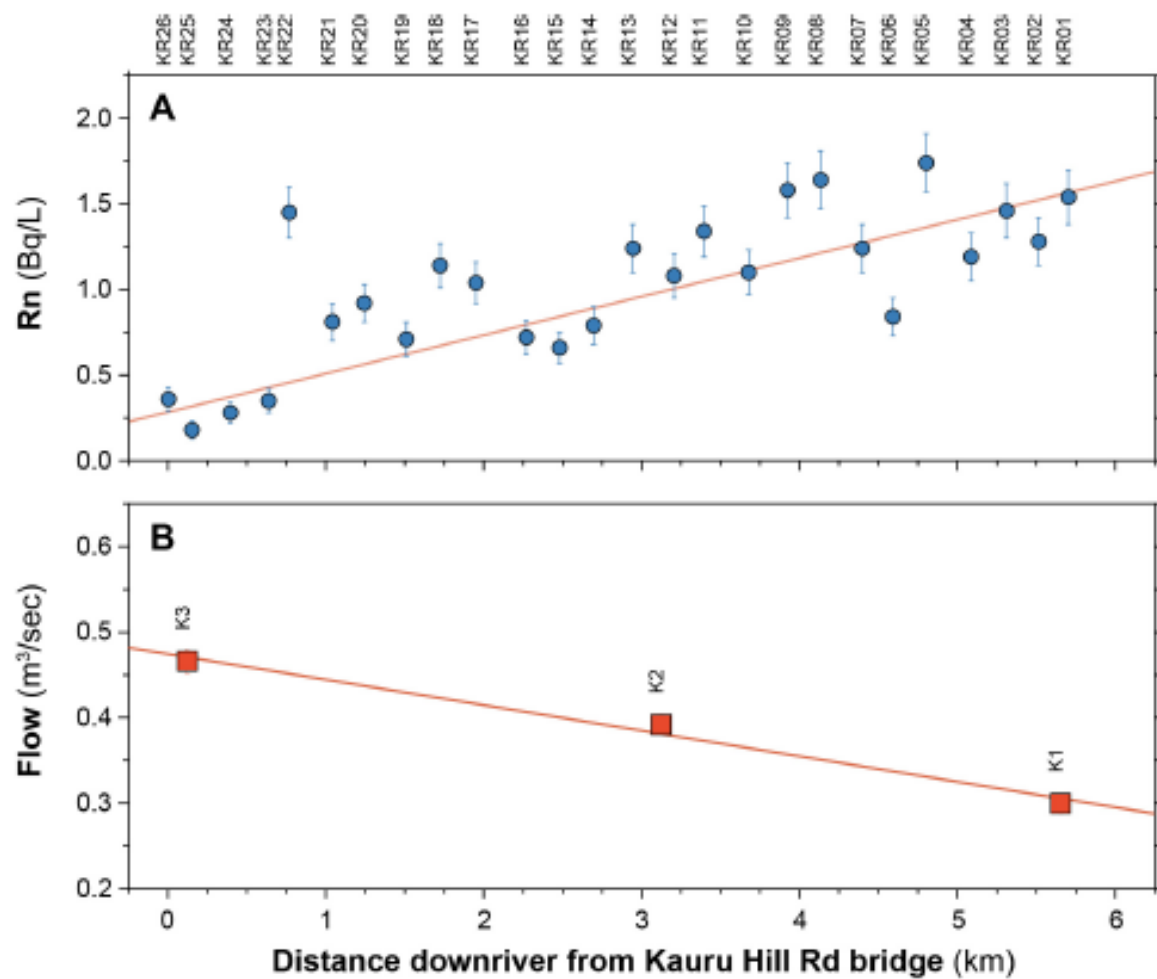 KR26 KR25 KR24 KR23 KR22 KR21 KR20 KR19 KR18 KR17 KR16 KR15 KR14 KR13 KR12 KR11 KR10 KR09 KR08 KR07 KR06 KR05 KR04 KR03 KR02 KR01
A
2.0
1.5
1.0
0.5
0.0
Rn (Bq/L)
B
0.6
0.5
0.4
0.3
0.2
Flow (m³/sec)
K3
K2
K1
0 1 2 3 4 5 6
Distance downriver from Kauru Hill Rd bridge (km)